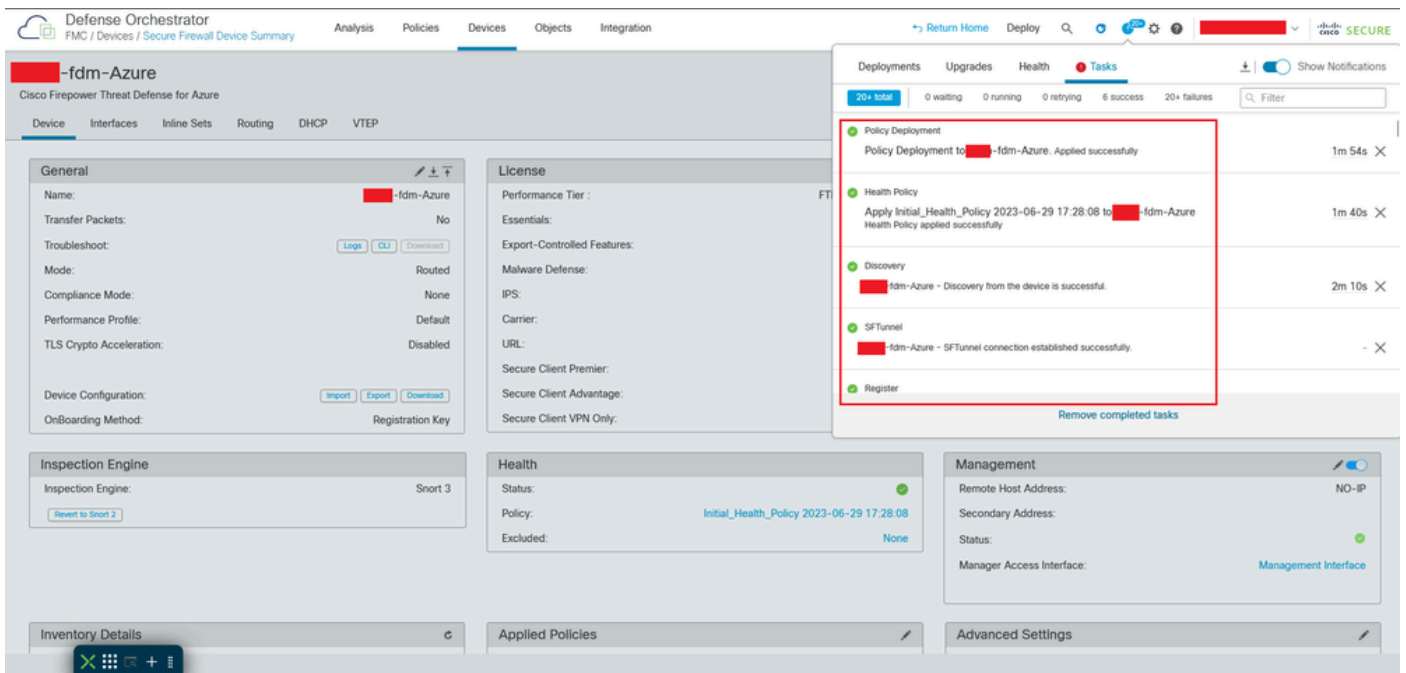 Defense Orchestrator
FMC / Devices / Secure Firewall Device Summary
Analysis Policies Devices Objects Integration
Return Home Deploy 20+
cisco SECURE
-fdm-Azure
Cisco Firepower Threat Defense for Azure
Device Interfaces Inline Sets Routing DHCP VTEP
General
Name: -fdm-Azure
Transfer Packets: No
Troubleshoot: Logs CLI Download
Mode: Routed
Compliance Mode: None
Performance Profile: Default
TLS Crypto Acceleration: Disabled
Device Configuration: Import Export Download
OnBoarding Method: Registration Key
License
Performance Tier :
Essentials:
Export-Controlled Features:
Malware Defense:
IPS:
Carrier:
URL:
Secure Client Premier:
Secure Client Advantage:
Secure Client VPN Only:
Deployments Upgrades Health Tasks Show Notifications
20+ total 0 waiting 0 running 0 retrying 6 success 20+ failures Filter
Policy Deployment
Policy Deployment to -fdm-Azure. Applied successfully 1m 54s
Health Policy
Apply Initial_Health_Policy 2023-06-29 17:28:08 to -fdm-Azure 1m 40s
Health Policy applied successfully
Discovery
-fdm-Azure - Discovery from the device is successful. 2m 10s
SFTunnel
-fdm-Azure - SFTunnel connection established successfully. -
Register
Remove completed tasks
Inspection Engine
Inspection Engine: Snort 3
Revert to Snort 2
Health
Status:
Policy: Initial_Health_Policy 2023-06-29 17:28:08
Excluded: None
Management
Remote Host Address: NO-IP
Secondary Address:
Status:
Manager Access Interface: Management Interface
Inventory Details
Applied Policies
Advanced Settings